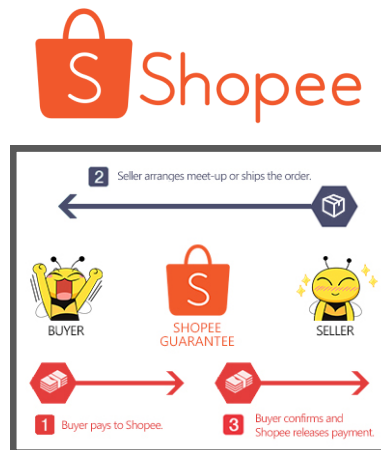 S Shopee
2 Seller arranges meet-up or ships the order.
S
BUYER
SHOPEE
GUARANTEE
SELLER
1 Buyer pays to Shopee.
3 Buyer confirms and
Shopee releases payment.